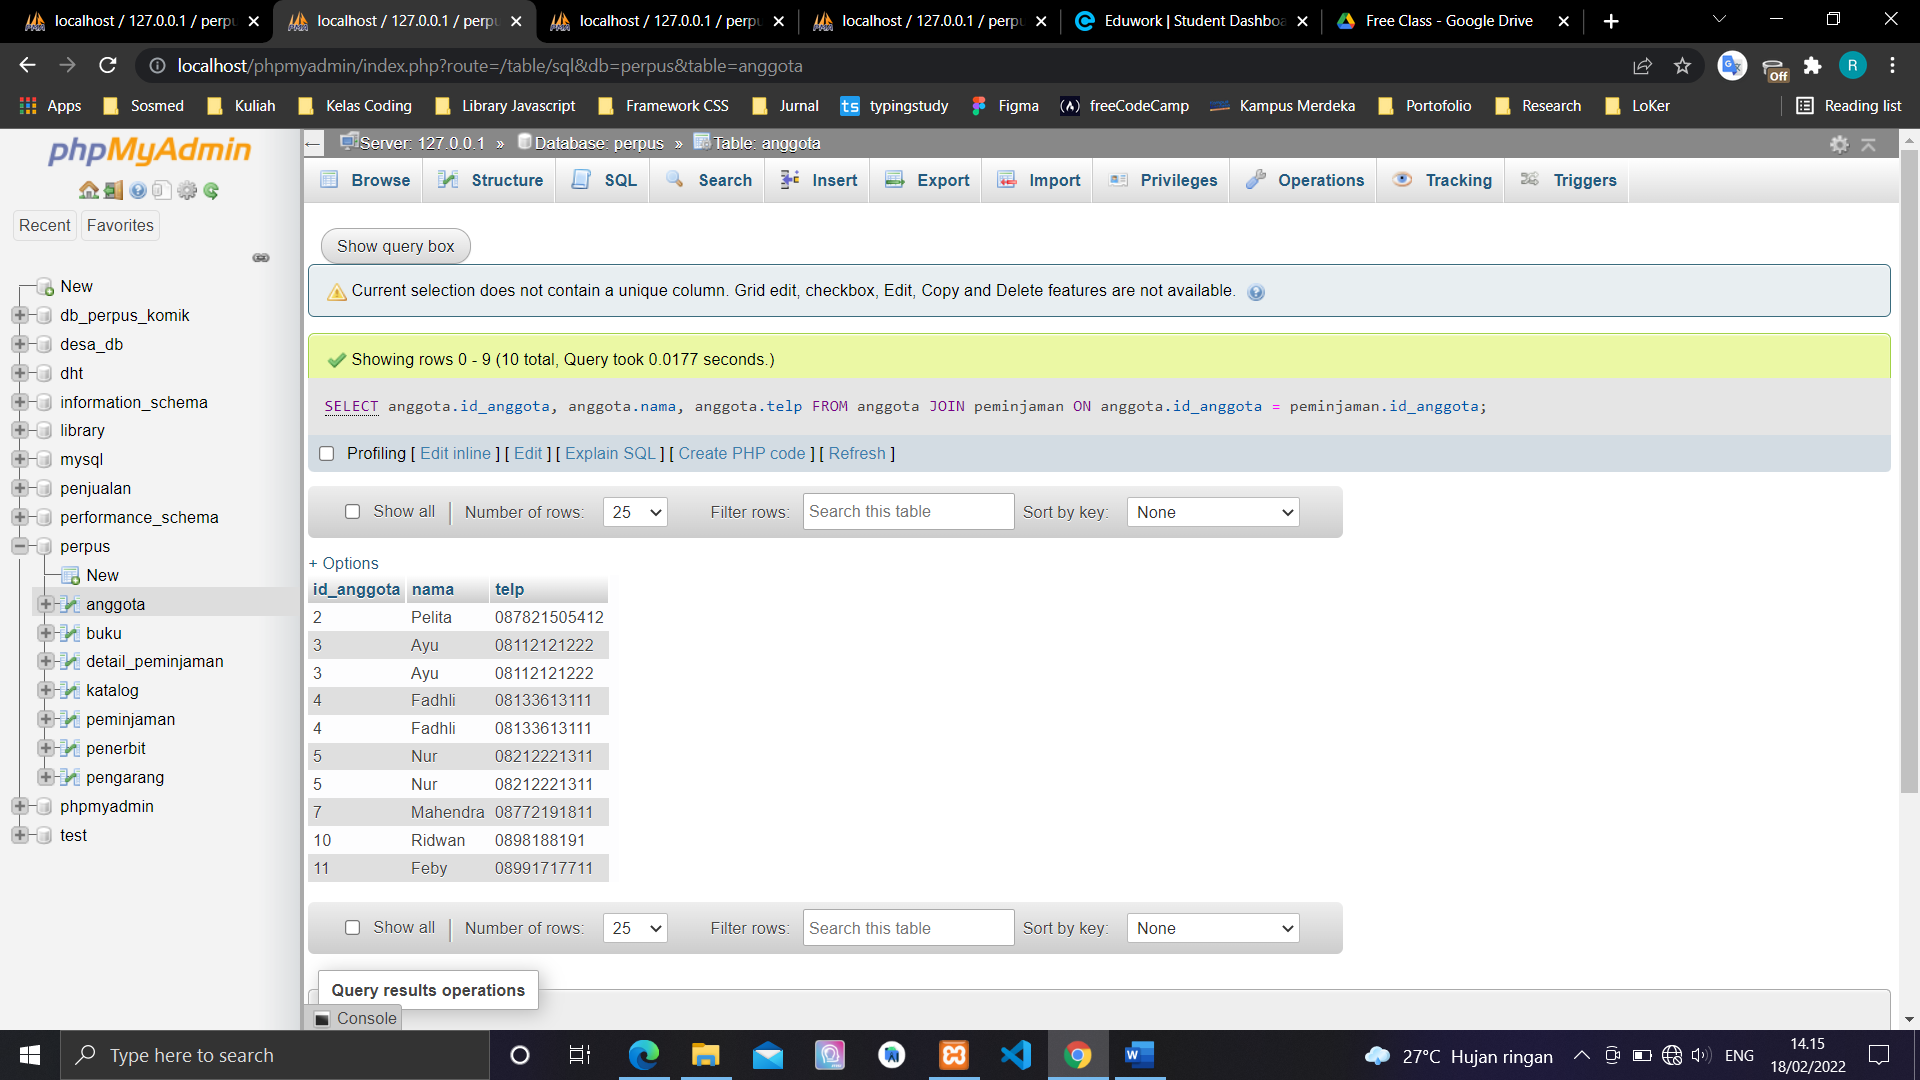 localhost / 127.0.0.1 / perpu
localhost / 127.0.0.1 / perpu
localhost / 127.0.0.1 / perpu
localhost / 127.0.0.1 / perpu
Eduwork | Student Dashboa
Free Class - Google Drive
localhost/phpmyadmin/index.php?route=/table/sql&db=perpus&table=anggota
Off
R
Apps
Sosmed
Kuliah
Kelas Coding
Library Javascript
Framework CSS
Jurnal
ts typingstudy
Figma
(A) freeCodeCamp
Kampus Merdeka
Portofolio
Research
LoKer
Reading list
phpMyAdmin
Recent
Favorites
New
db_perpus_komik
desa_db
dht
information_schema
library
mysql
penjualan
performance_schema
perpus
New
anggota
buku
detail_peminjaman
katalog
peminjaman
penerbit
pengarang
phpmyadmin
test
Server: 127.0.0.1 » Database: perpus » Table: anggota
Browse
Structure
SQL
Search
Insert
Export
Import
Privileges
Operations
Tracking
Triggers
Show query box
Current selection does not contain a unique column. Grid edit, checkbox, Edit, Copy and Delete features are not available.
Showing rows 0 - 9 (10 total, Query took 0.0177 seconds.)
SELECT anggota.id_anggota, anggota.nama, anggota.telp FROM anggota JOIN peminjaman ON anggota.id_anggota = peminjaman.id_anggota;
Profiling [ Edit inline ] [ Edit ] [ Explain SQL ] [ Create PHP code ] [ Refresh ]
Show all | Number of rows: 25 Filter rows: Search this table Sort by key: None
+ Options
id_anggota nama telp
2 Pelita 087821505412
3 Ayu 08112121222
3 Ayu 08112121222
4 Fadhli 08133613111
4 Fadhli 08133613111
5 Nur 08212221311
5 Nur 08212221311
7 Mahendra 08772191811
10 Ridwan 0898188191
11 Feby 08991717711
Show all | Number of rows: 25 Filter rows: Search this table Sort by key: None
Query results operations
Console
Type here to search
27°C Hujan ringan
ENG
14.15
18/02/2022